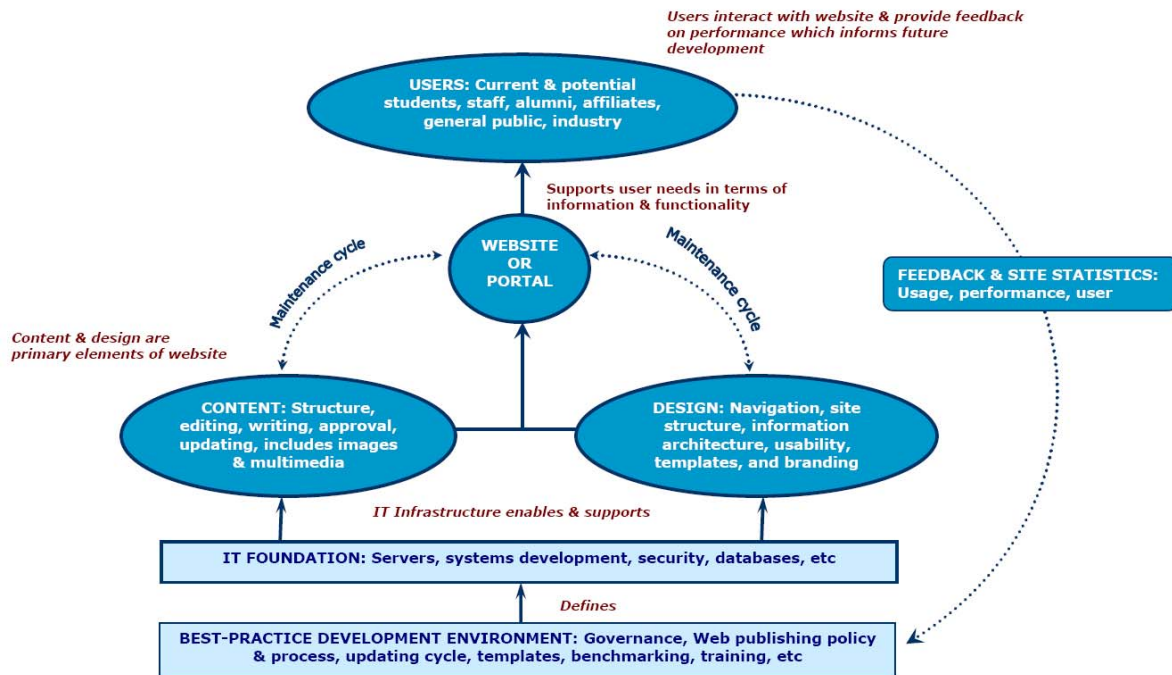 Users interact with website & provide feedback
on performance which informs future
development
USERS: Current & potential
students, staff, alumni, affiliates,
general public, industry
Supports user needs in terms of
information & functionality
WEBSITE
OR
PORTAL
Maintenance cycle
Maintenance cycle
FEEDBACK & SITE STATISTICS:
Usage, performance, user
Content & design are
primary elements of website
CONTENT: Structure,
editing, writing, approval,
updating, includes images
& multimedia
DESIGN: Navigation, site
structure, information
architecture, usability,
templates, and branding
IT Infrastructure enables & supports
IT FOUNDATION: Servers, systems development, security, databases, etc
Defines
BEST-PRACTICE DEVELOPMENT ENVIRONMENT: Governance, Web publishing policy
& process, updating cycle, templates, benchmarking, training, etc